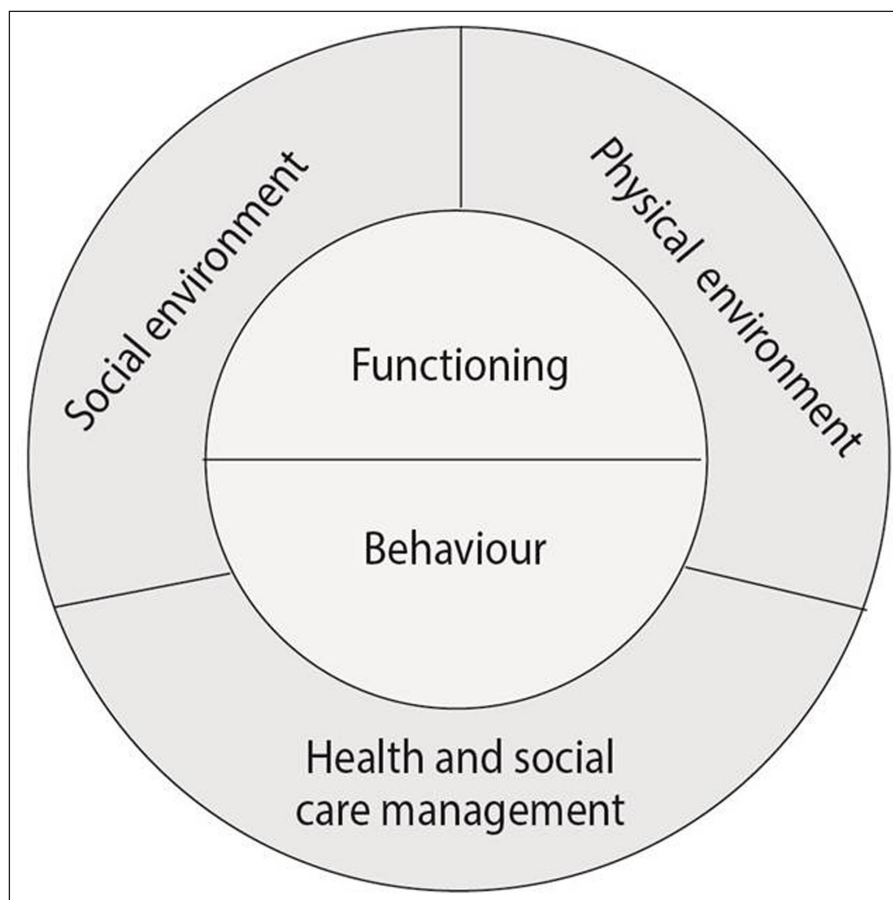 Social environment
Physical environment
Functioning
Behaviour
Health and social
care management